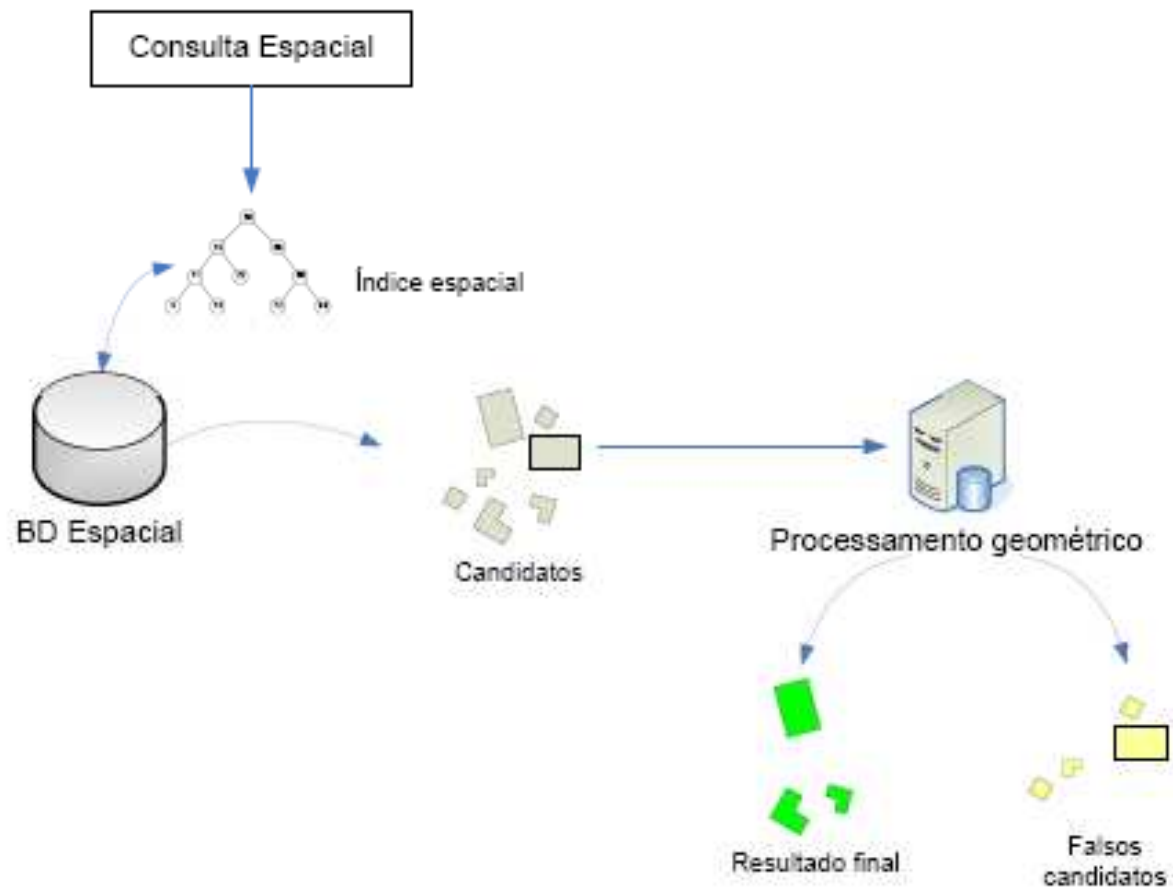 Consulta Espacial
Índice espacial
BD Espacial
Candidatos
Processamento geométrico
Resultado final
Falsos
candidatos